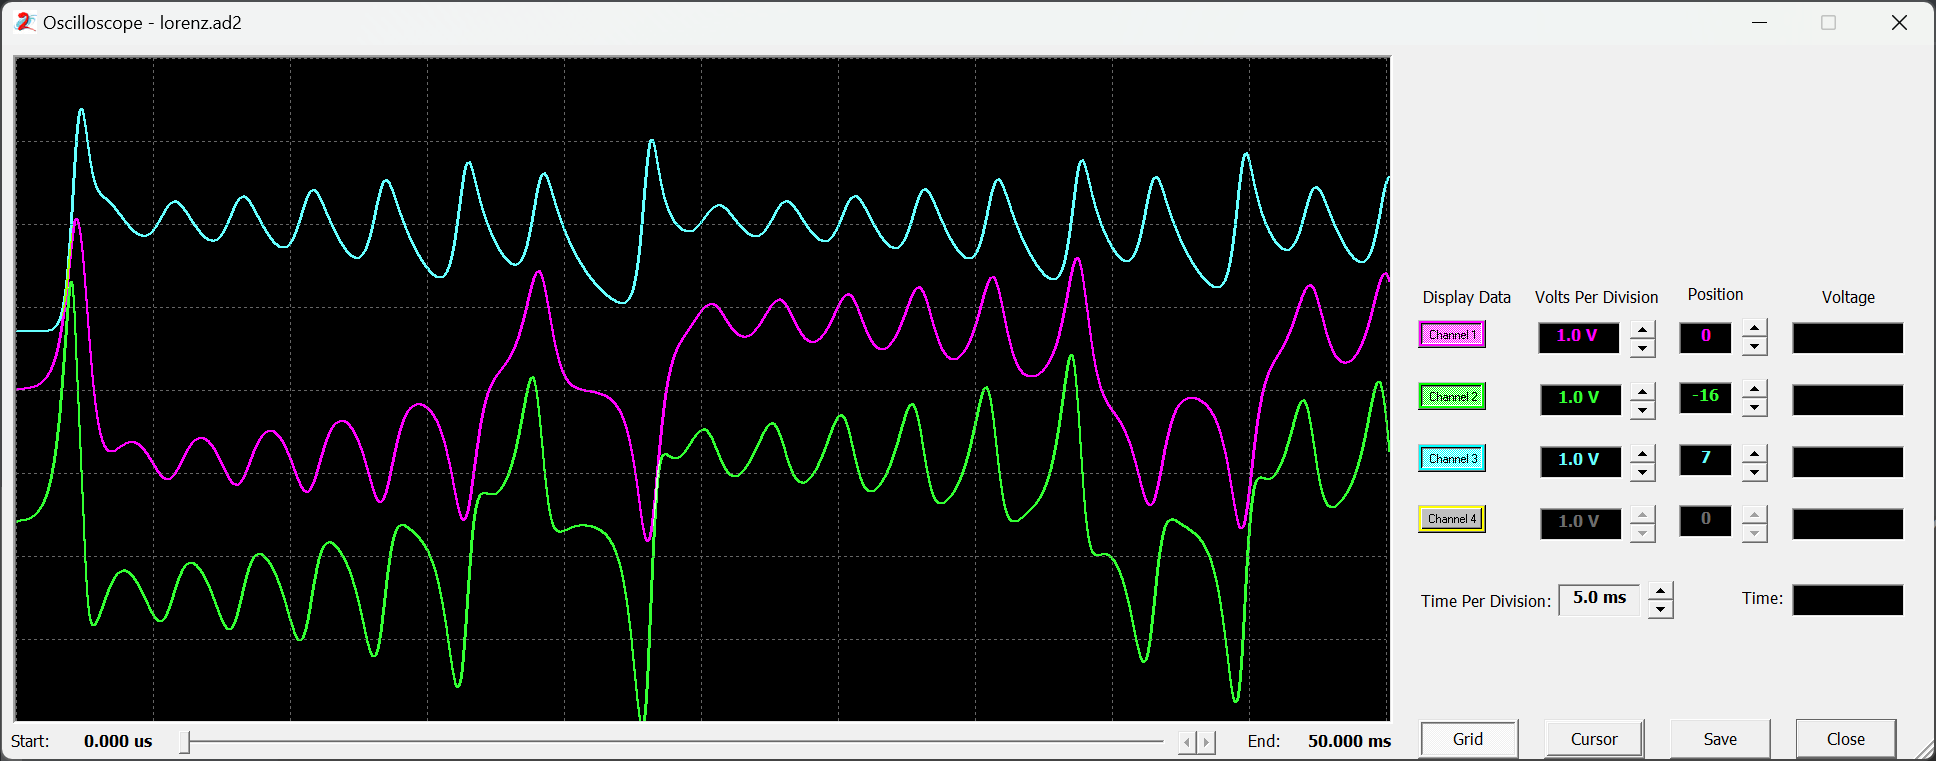 Oscilloscope - lorenz.ad2
Display Data Volts Per Division Position Voltage
Channel 1 1.0 V 0
Channel 2 1.0 V -16
Channel 3 1.0 V 7
Channel 4 1.0 V 0
Time Per Division: 5.0 ms Time:
Start: 0.000 us End: 50.000 ms Grid Cursor Save Close